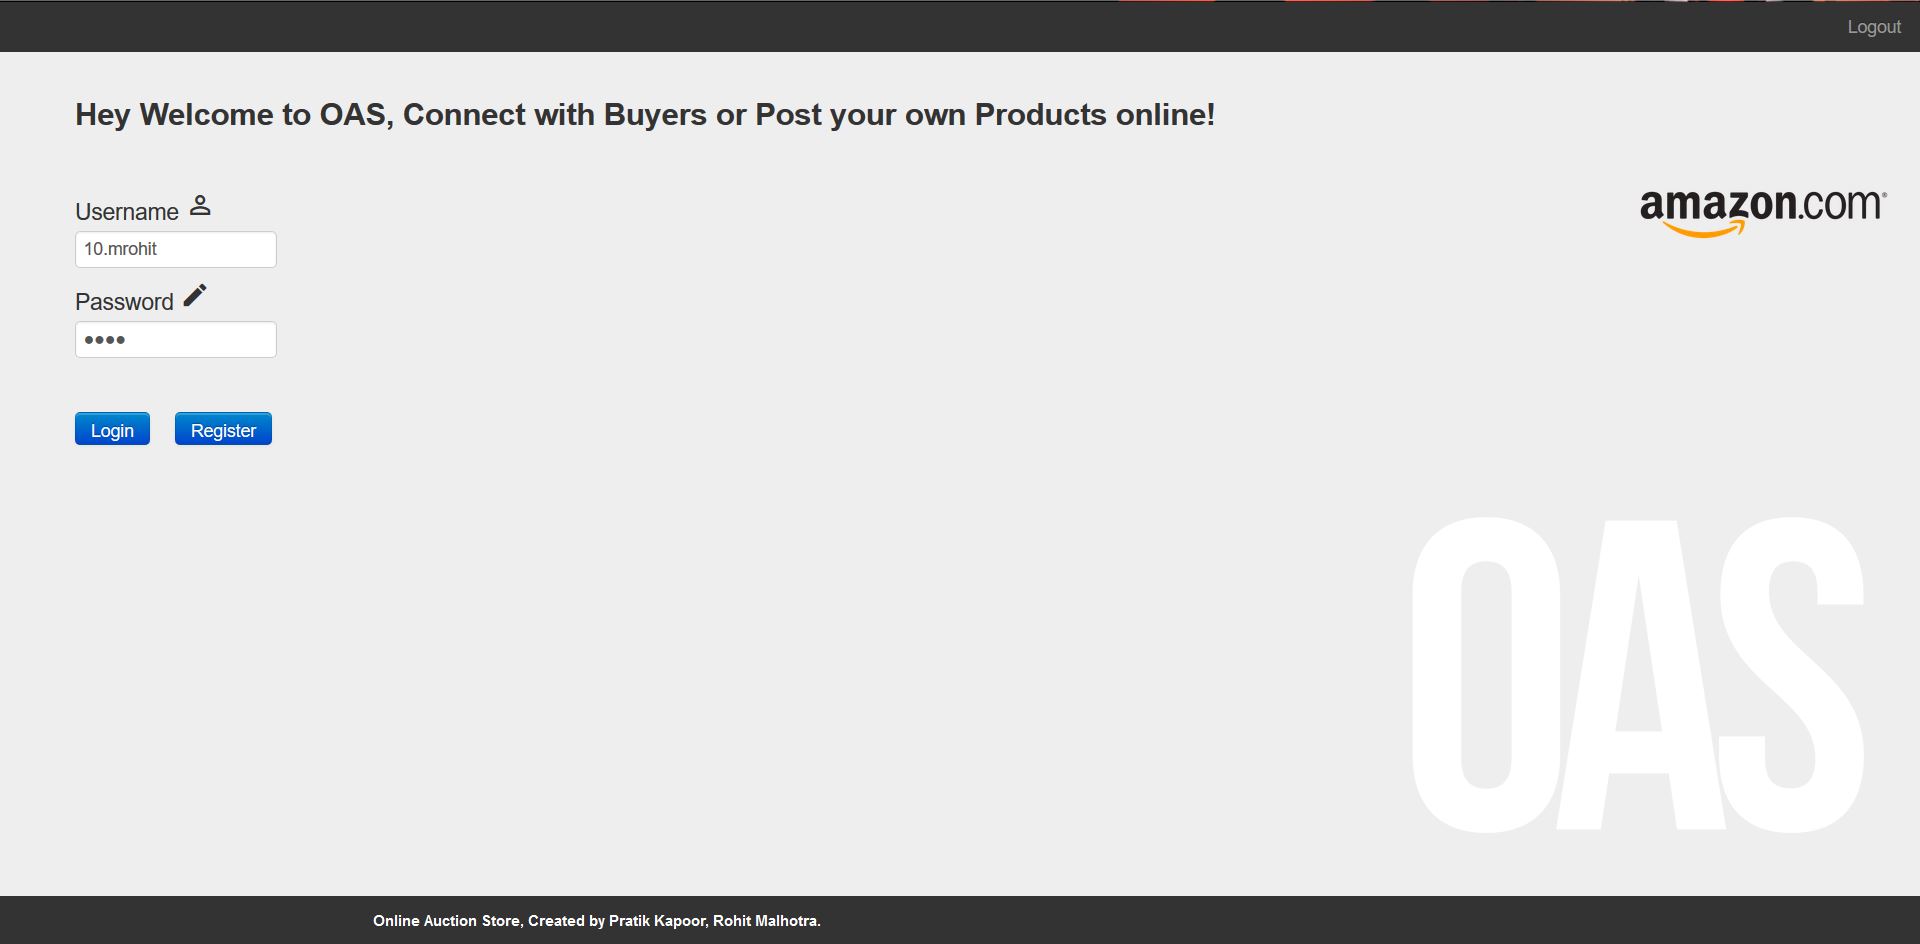 Logout
Hey Welcome to OAS, Connect with Buyers or Post your own Products online!
amazon.com®
Username
10.mrohit
Password
••••
Login Register
OAS
Online Auction Store, Created by Pratik Kapoor, Rohit Malhotra.